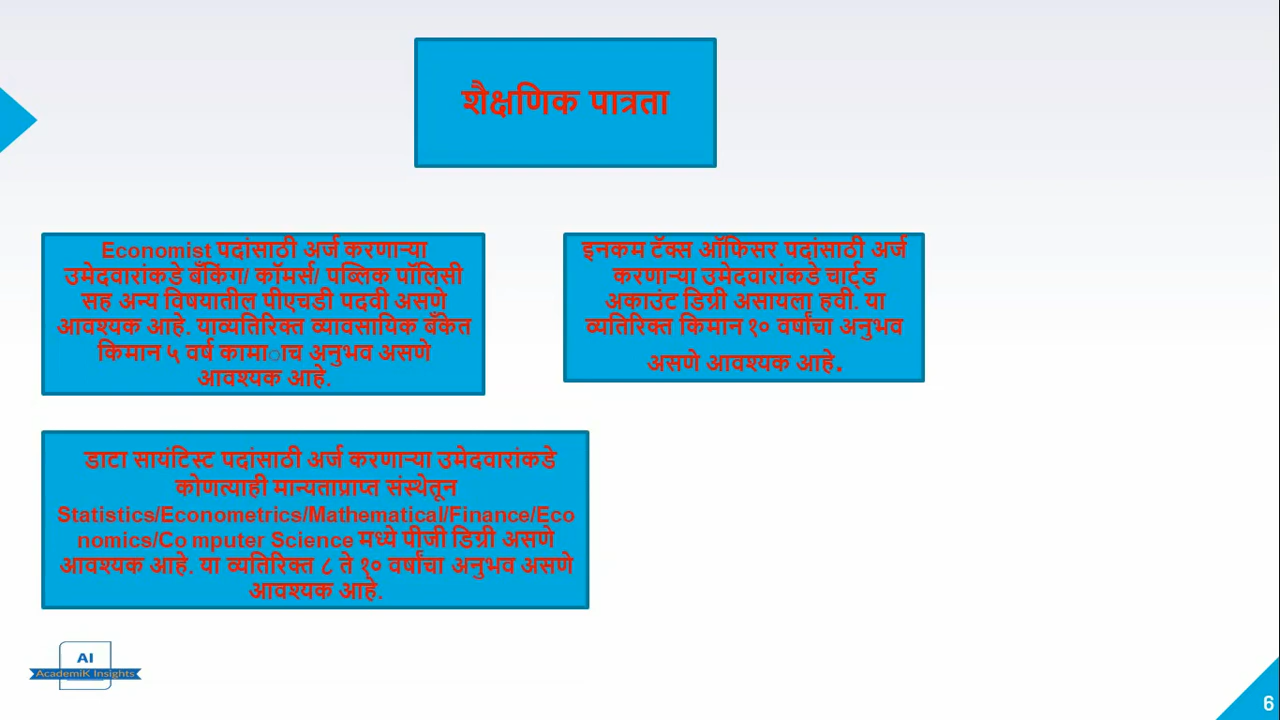 शैक्षणिक पात्रता
Economist पदांसाठी अर्ज करणाऱ्या
उमेदवारांकडे बँकिंग/ कॉमर्स/ पब्लिक पॉलिसी
सह अन्य विषयातील पीएचडी पदवी असणे
आवश्यक आहे. याव्यतिरिक्त व्यावसायिक बँकेत
किमान ५ वर्ष कामााच अनुभव असणे
आवश्यक आहे.
इनकम टॅक्स ऑफिसर पदांसाठी अर्ज
करणाऱ्या उमेदवारांकडे चार्ट्ड
अकाउंट डिग्री असायला हवी. या
व्यतिरिक्त किमान १० वर्षांचा अनुभव
असणे आवश्यक आहे.
डाटा सायंटिस्ट पदांसाठी अर्ज करणाऱ्या उमेदवारांकडे
कोणत्याही मान्यताप्राप्त संस्थेतून
Statistics/Econometrics/Mathematical/Finance/Eco
nomics/Co mputer Science मध्ये पीजी डिग्री असणे
आवश्यक आहे. या व्यतिरिक्त ८ ते १० वर्षांचा अनुभव असणे
आवश्यक आहे.
AI
AcademiK Insights
6